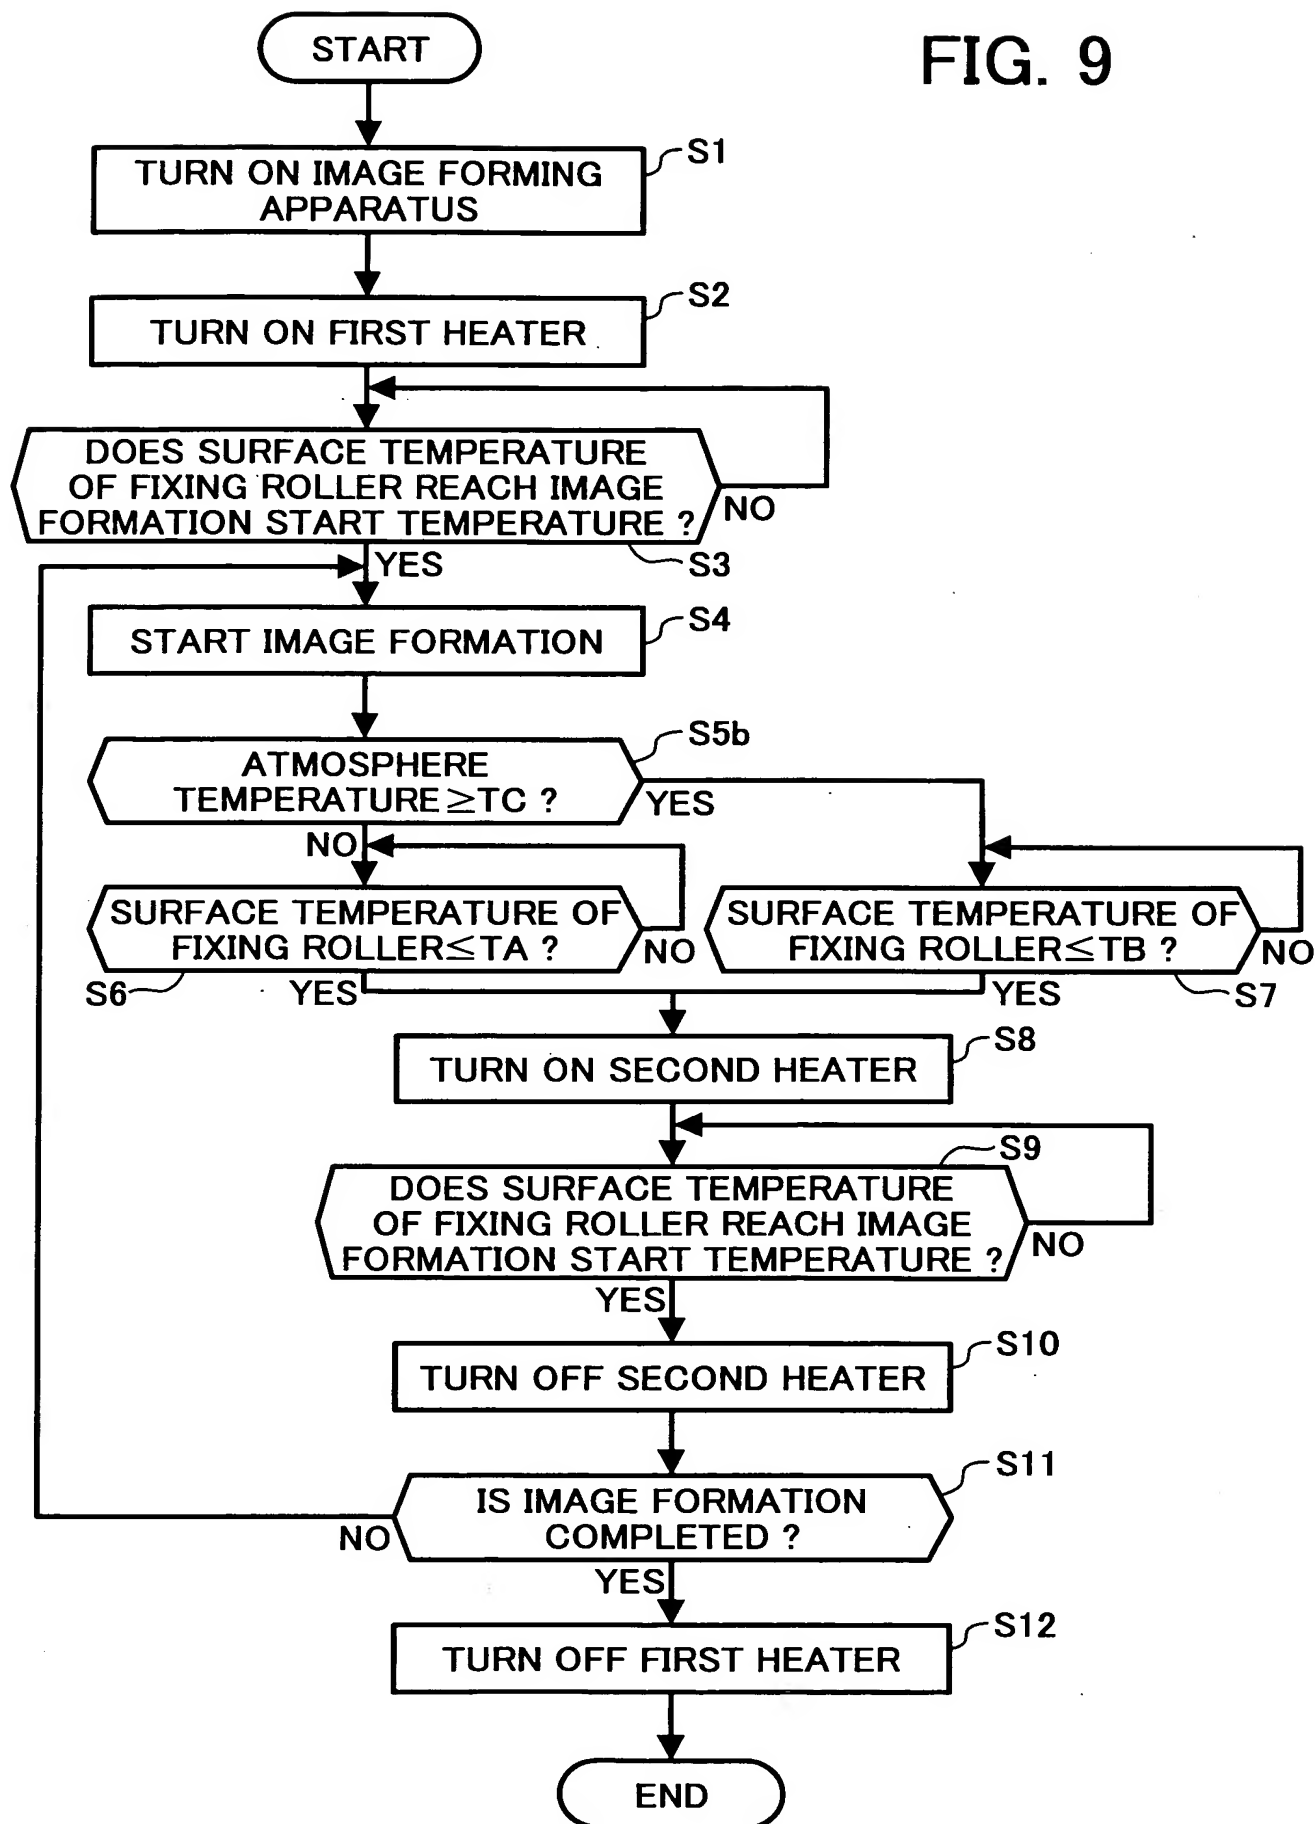 FIG. 9
START
S1
TURN ON IMAGE FORMING
APPARATUS
S2
TURN ON FIRST HEATER
DOES SURFACE TEMPERATURE
OF FIXING ROLLER REACH IMAGE
FORMATION START TEMPERATURE ?
NO
YES
S3
S4
START IMAGE FORMATION
S5b
ATMOSPHERE
TEMPERATURE≥TC ?
YES
NO
SURFACE TEMPERATURE OF
FIXING ROLLER≤TA ?
NO
S6
YES
SURFACE TEMPERATURE OF
FIXING ROLLER≤TB ?
NO
YES
S7
S8
TURN ON SECOND HEATER
S9
DOES SURFACE TEMPERATURE
OF FIXING ROLLER REACH IMAGE
FORMATION START TEMPERATURE ?
NO
YES
S10
TURN OFF SECOND HEATER
S11
IS IMAGE FORMATION
COMPLETED ?
NO
YES
S12
TURN OFF FIRST HEATER
END